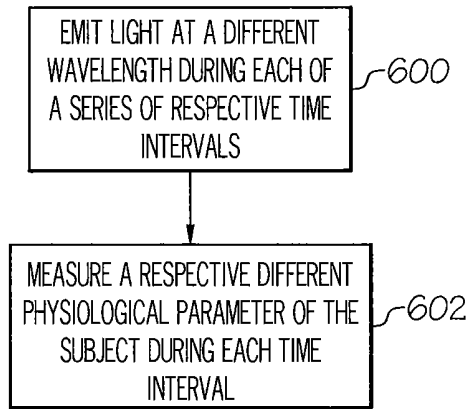 EMIT LIGHT AT A DIFFERENT
WAVELENGTH DURING EACH OF
A SERIES OF RESPECTIVE TIME
INTERVALS
600
MEASURE A RESPECTIVE DIFFERENT
PHYSIOLOGICAL PARAMETER OF THE
SUBJECT DURING EACH TIME
INTERVAL
602